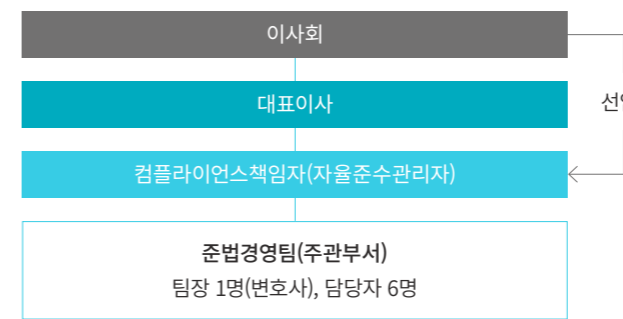 이사회
대표이사
컴플라이언스책임자(자율준수관리자)
준법경영팀(주관부서)
팀장 1명(변호사), 담당자 6명